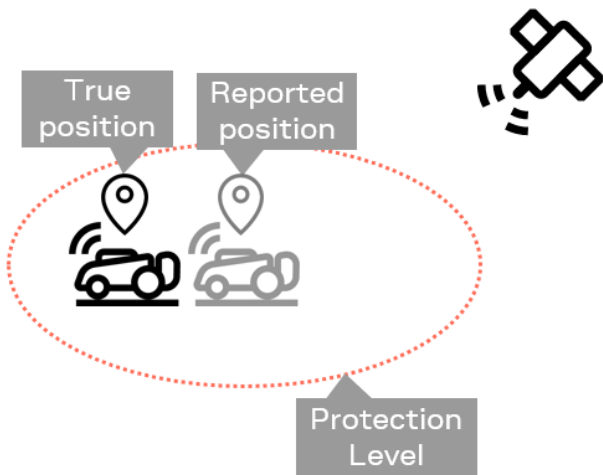 True
position
Reported
position
Protection
Level